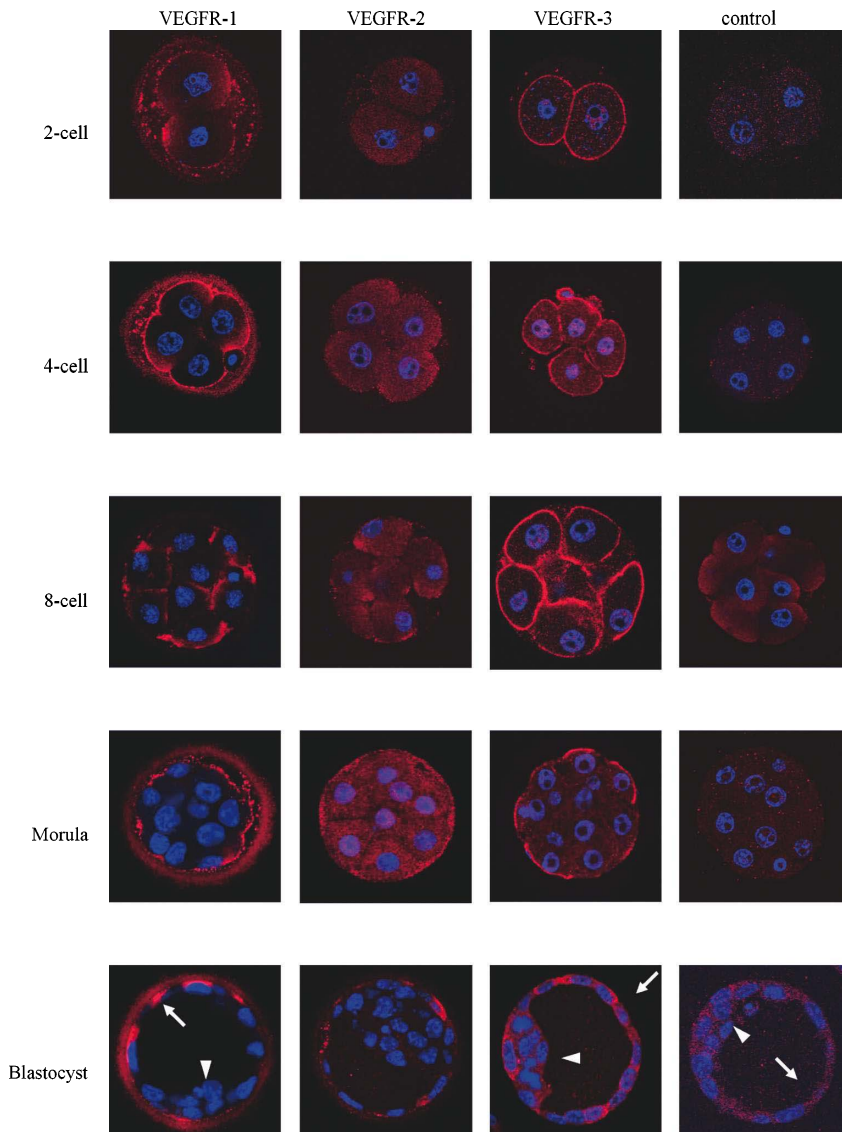 VEGFR-1 VEGFR-2 VEGFR-3 control
2-cell
4-cell
8-cell
Morula
Blastocyst